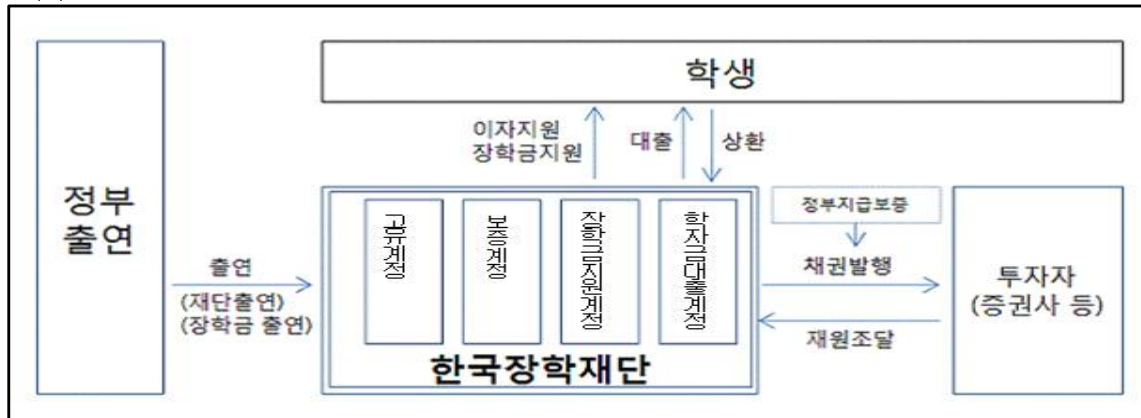 학생
정부
출연
이자지원
장학금지원
대출
상환
출연
(재단출연)
(장학금 출연)
고유계정
보증계정
장학금지원계정
학자금대출계정
한국장학재단
정부지급보증
채권발행
재원조달
투자자
(증권사 등)